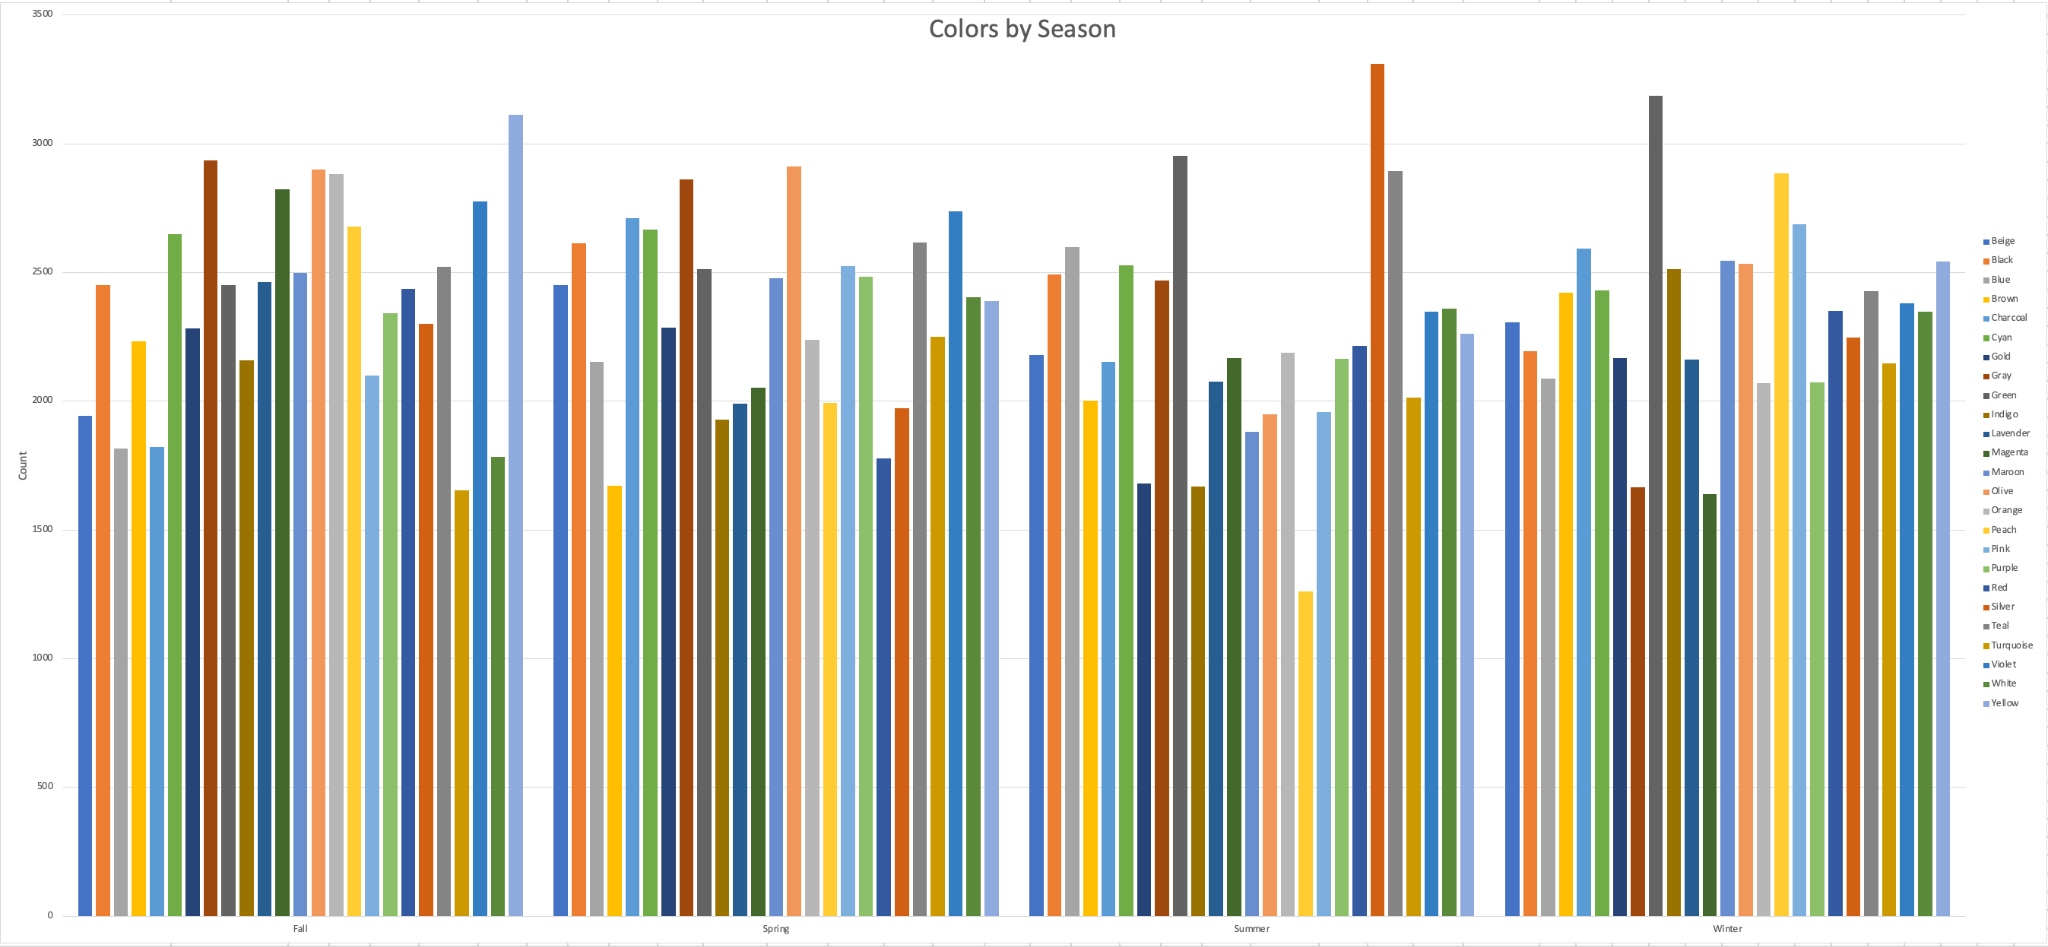 Colors by Season
3500
3000
2500
2000
1500
1000
500
0
Count
Fall
Spring
Summer
Winter
Beige
Black
Blue
Brown
Charcoal
Cyan
Gold
Gray
Green
Indigo
Lavender
Magenta
Maroon
Olive
Orange
Peach
Pink
Purple
Red
Silver
Teal
Turquoise
Violet
White
Yellow